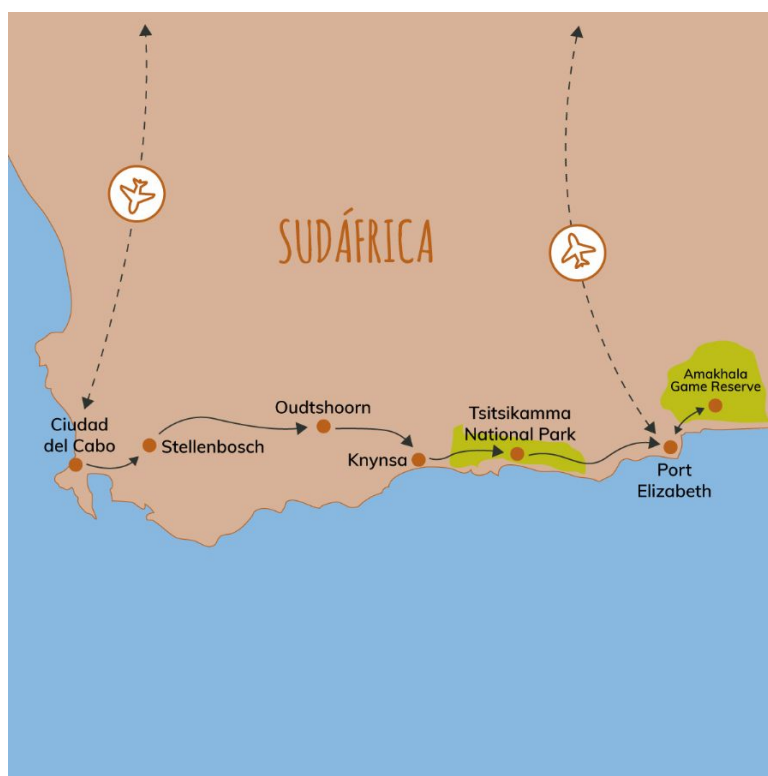 SUDÁFRICA
Amakhala
Game Reserve
Oudtshoorn
Tsitsikamma
National Park
Ciudad
del Cabo
Stellenbosch
Knynsa
Port
Elizabeth